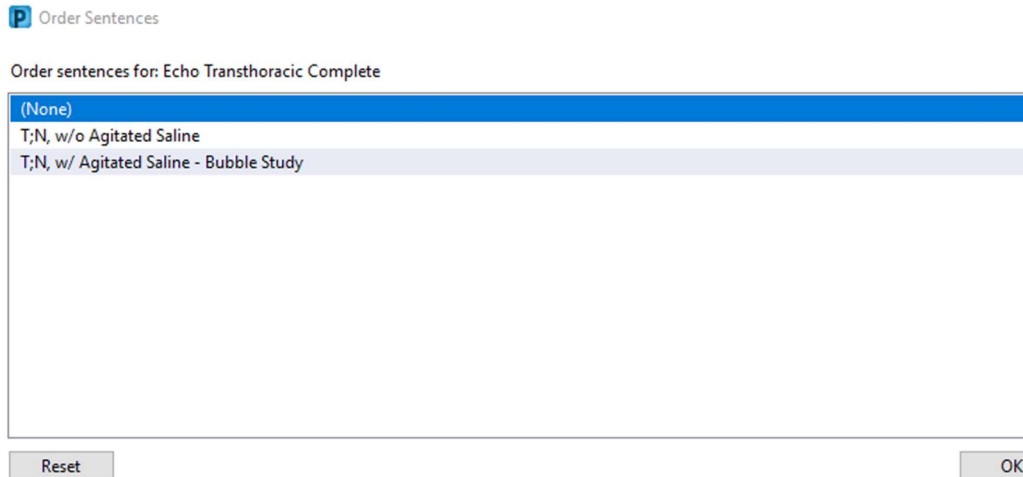 P Order Sentences
Order sentences for: Echo Transthoracic Complete
(None)
T;N, w/o Agitated Saline
T;N, w/ Agitated Saline - Bubble Study
Reset OK